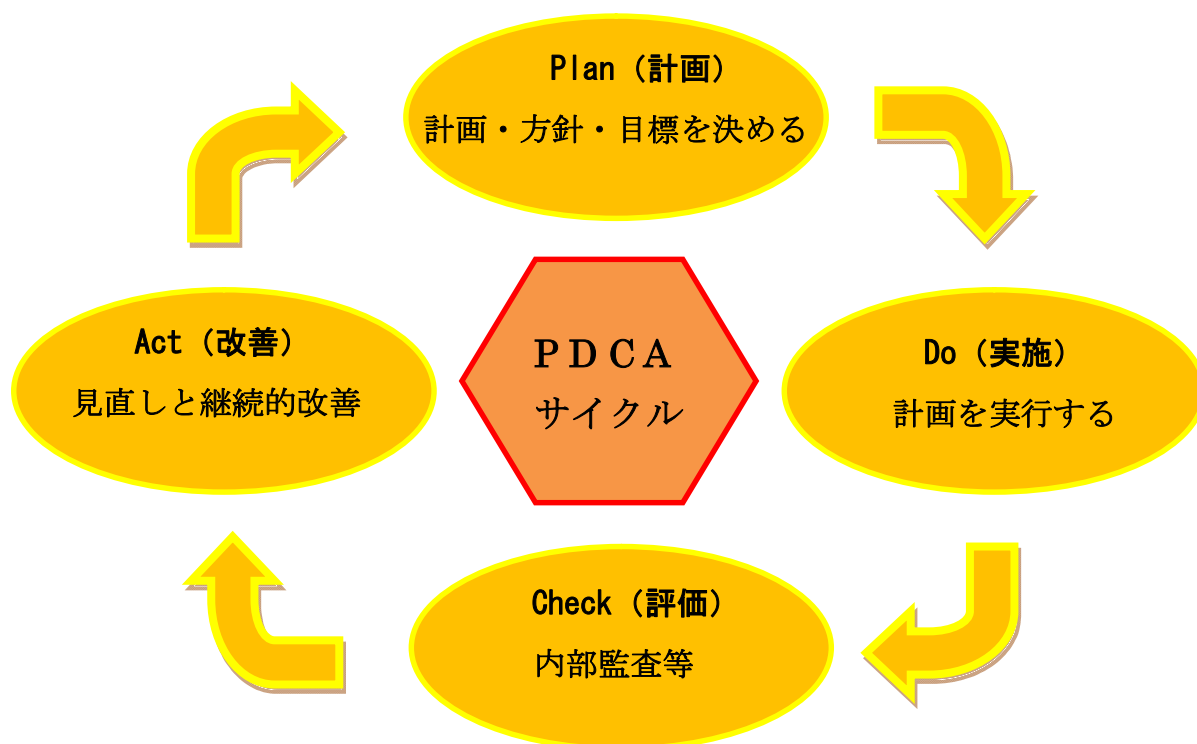 Plan（計画）
計画・方針・目標を決める
Act（改善）
見直しと継続的改善
ＰＤＣＡ
サイクル
Do（実施）
計画を実行する
Check（評価）
内部監査等